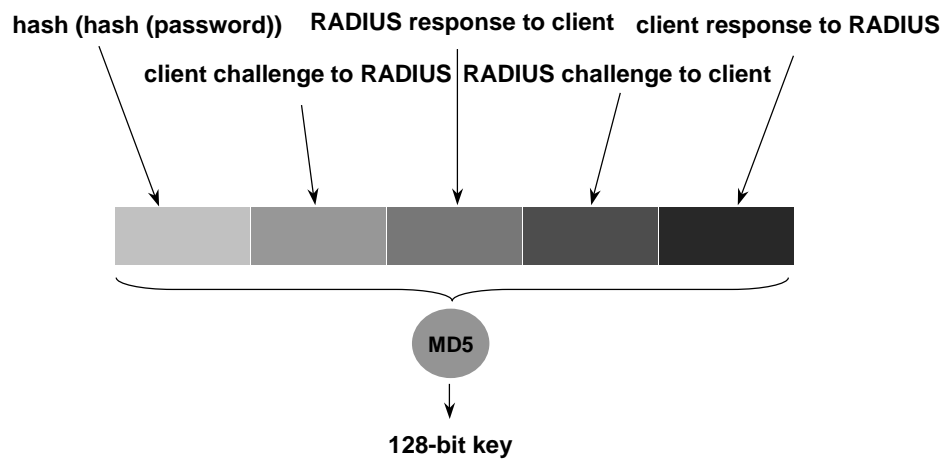 hash (hash (password))
RADIUS response to client
client response to RADIUS
client challenge to RADIUS
RADIUS challenge to client
MD5
128-bit key